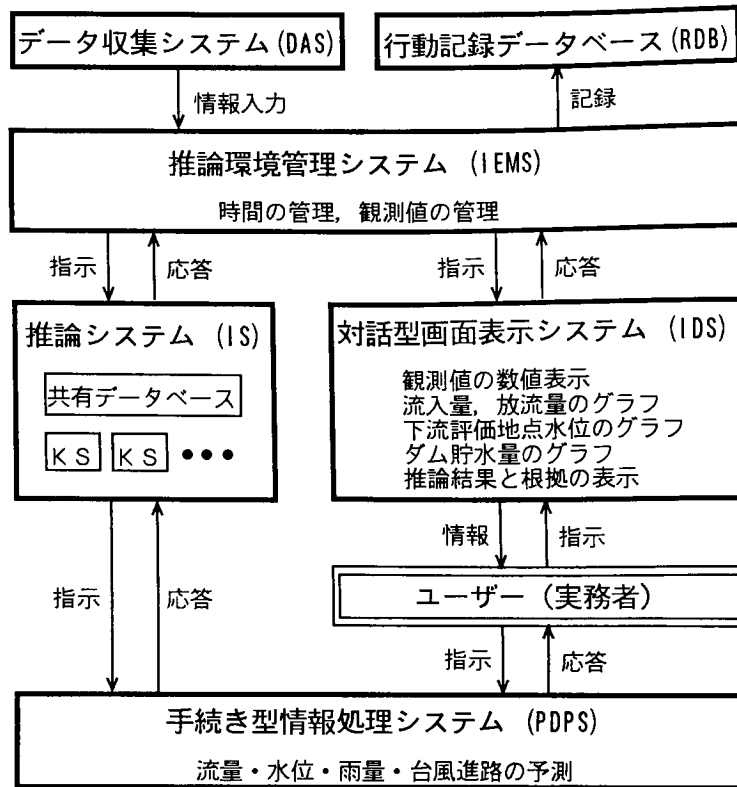 データ収集システム(DAS)
行動記録データベース(RDB)
情報入力
記録
推論環境管理システム (IEMS)
時間の管理, 観測値の管理
指示
応答
指示
応答
推論システム (IS)
共有データベース
KS
KS
•••
対話型画面表示システム (IDS)
観測値の数値表示
流入量, 放流量のグラフ
下流評価地点水位のグラフ
ダム貯水量のグラフ
推論結果と根拠の表示
情報
指示
指示
応答
ユーザー (実務者)
指示
応答
手続き型情報処理システム (PDPS)
流量・水位・雨量・台風進路の予測